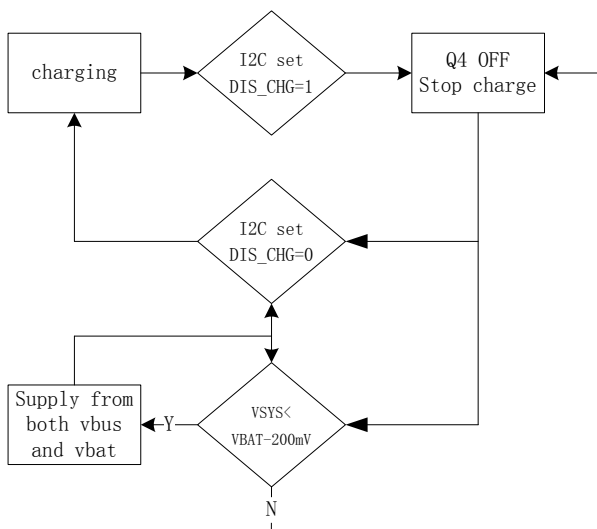 charging
I2C set
DIS_CHG=1
Q4 OFF
Stop charge
I2C set
DIS_CHG=0
Supply from
both vbus
and vbat
Y
VSYS<
VBAT-200mV
N